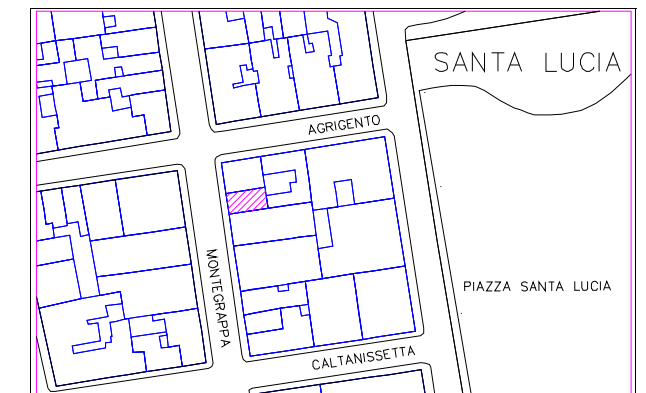 SANTA LUCIA
AGRIGENTO
MONTEGRAPPA
PIAZZA SANTA LUCIA
CALTANISSETTA